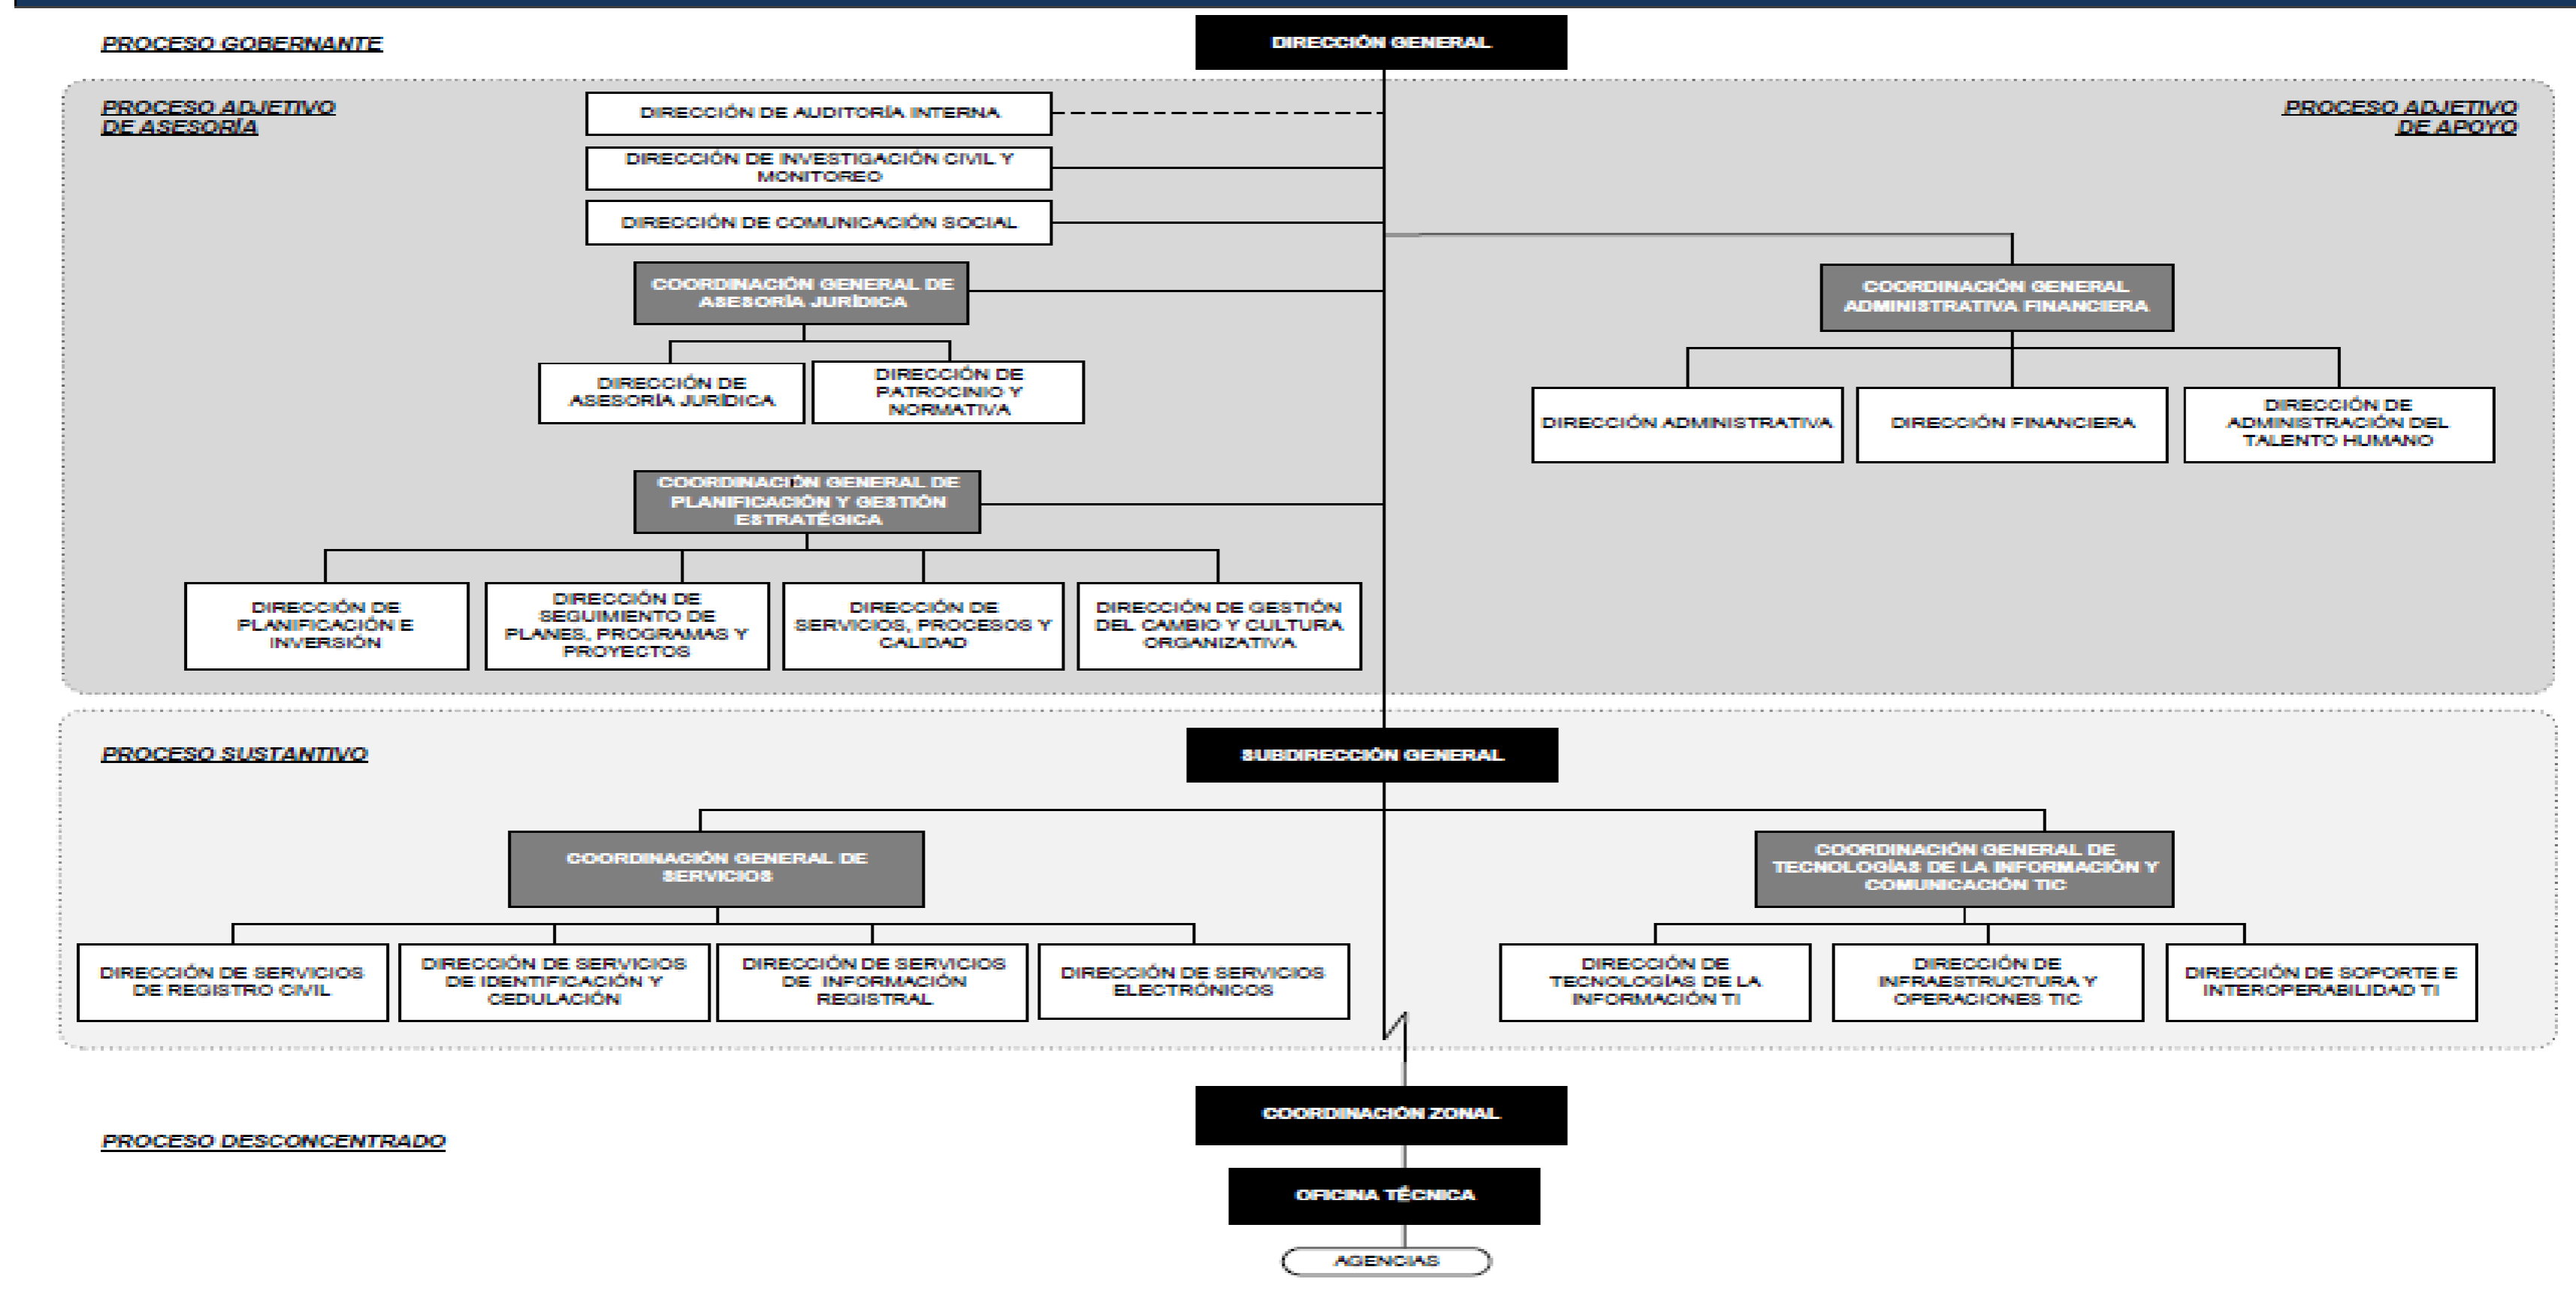 PROCESO GOBERNANTE
DIRECCIÓN GENERAL
PROCESO ADJETIVO
DE ASESORÍA
PROCESO ADJETIVO
DE APOYO
DIRECCIÓN DE AUDITORÍA INTERNA
DIRECCIÓN DE INVESTIGACIÓN CIVIL Y
MONITOREO
DIRECCIÓN DE COMUNICACIÓN SOCIAL
COORDINACIÓN GENERAL DE
ASESORÍA JURÍDICA
COORDINACIÓN GENERAL
ADMINISTRATIVA FINANCIERA
DIRECCIÓN DE
ASESORÍA JURÍDICA
DIRECCIÓN DE
PATROCINIO Y
NORMATIVA
DIRECCIÓN ADMINISTRATIVA
DIRECCIÓN FINANCIERA
DIRECCIÓN DE
ADMINISTRACIÓN DEL
TALENTO HUMANO
COORDINACIÓN GENERAL DE
PLANIFICACIÓN Y GESTIÓN
ESTRATÉGICA
DIRECCIÓN DE
PLANIFICACIÓN E
INVERSIÓN
DIRECCIÓN DE
SEGUIMIENTO DE
PLANES, PROGRAMAS Y
PROYECTOS
DIRECCIÓN DE
SERVICIOS, PROCESOS Y
CALIDAD
DIRECCIÓN DE GESTIÓN
DEL CAMBIO Y CULTURA
ORGANIZATIVA
PROCESO SUSTANTIVO
SUBDIRECCIÓN GENERAL
COORDINACIÓN GENERAL DE
SERVICIOS
COORDINACIÓN GENERAL DE
TECNOLOGÍAS DE LA INFORMACIÓN Y
COMUNICACIÓN TIC
DIRECCIÓN DE SERVICIOS
DE REGISTRO CIVIL
DIRECCIÓN DE SERVICIOS
DE IDENTIFICACIÓN Y
CEDULACIÓN
DIRECCIÓN DE SERVICIOS
DE INFORMACIÓN
REGISTRAL
DIRECCIÓN DE SERVICIOS
ELECTRÓNICOS
DIRECCIÓN DE
TECNOLOGÍAS DE LA
INFORMACIÓN TI
DIRECCIÓN DE
INFRAESTRUCTURA Y
OPERACIONES TIC
DIRECCIÓN DE SOPORTE E
INTEROPERABILIDAD TI
COORDINACIÓN ZONAL
PROCESO DESCONCENTRADO
OFICINA TÉCNICA
AGENCIAS